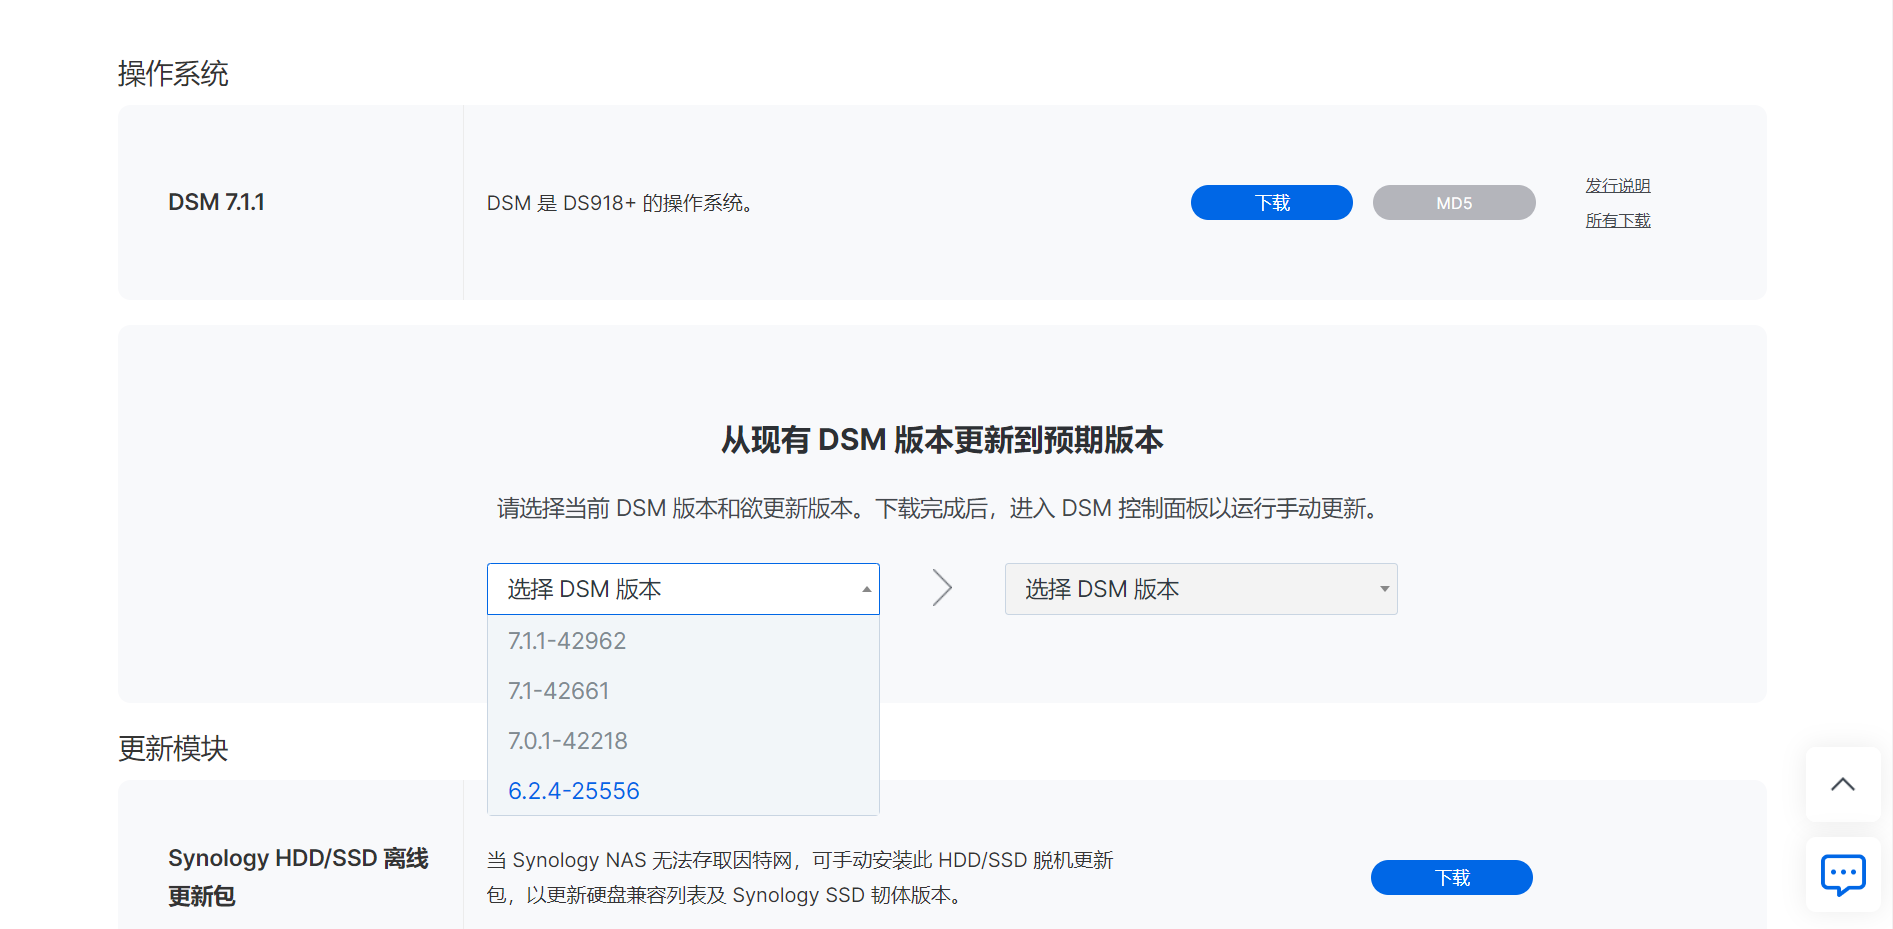 操作系统
DSM 7.1.1
DSM 是 DS918+ 的操作系统。
下载
MD5
发行说明
所有下载
从现有 DSM 版本更新到预期版本
请选择当前 DSM 版本和欲更新版本。下载完成后，进入 DSM 控制面板以运行手动更新。
选择 DSM 版本
选择 DSM 版本
7.1.1-42962
7.1-42661
7.0.1-42218
6.2.4-25556
更新模块
Synology HDD/SSD 离线
更新包
当 Synology NAS 无法存取因特网，可手动安装此 HDD/SSD 脱机更新
包，以更新硬盘兼容列表及 Synology SSD 韧体版本。
下载